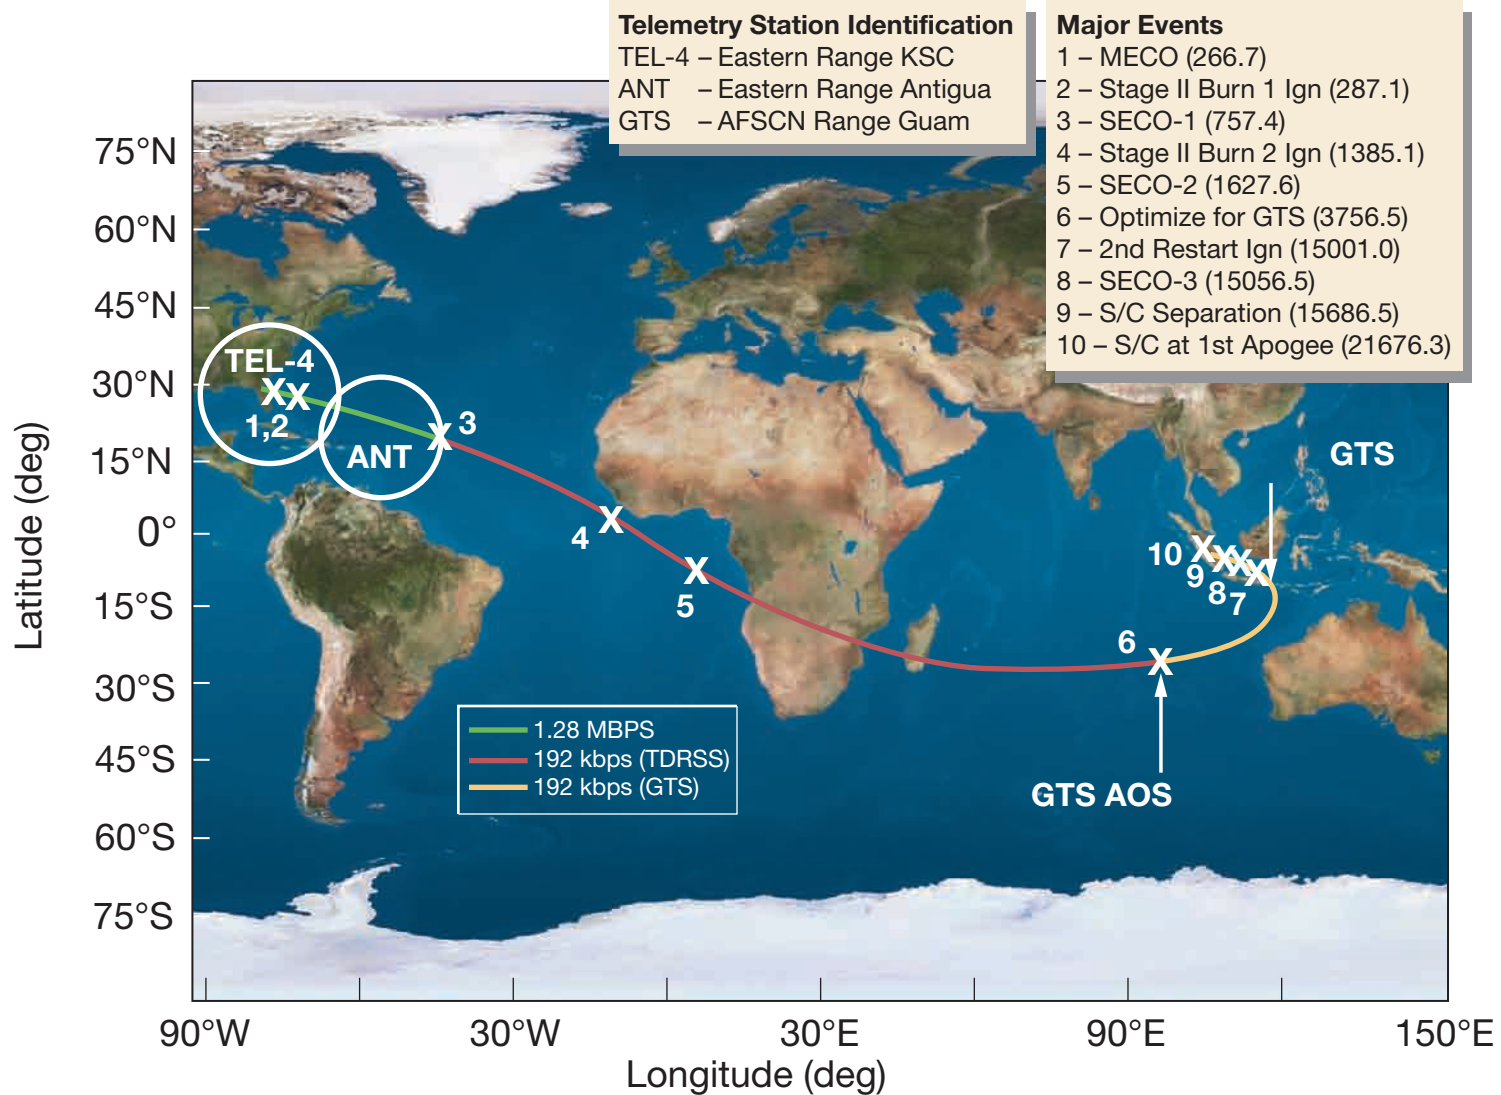 Telemetry Station Identification
TEL-4 – Eastern Range KSC
ANT – Eastern Range Antigua
GTS – AFSCN Range Guam
Major Events
1 – MECO (266.7)
2 – Stage II Burn 1 Ign (287.1)
3 – SECO-1 (757.4)
4 – Stage II Burn 2 Ign (1385.1)
5 – SECO-2 (1627.6)
6 – Optimize for GTS (3756.5)
7 – 2nd Restart Ign (15001.0)
8 – SECO-3 (15056.5)
9 – S/C Separation (15686.5)
10 – S/C at 1st Apogee (21676.3)
Latitude (deg)
75°N
60°N
45°N
30°N
15°N
0°
15°S
30°S
45°S
60°S
75°S
TEL-4
X X
1,2
ANT
X 3
X
4
X
5
GTS
10 X
9 X
8 X
7 X
6
X
GTS AOS
1.28 MBPS
192 kbps (TDRSS)
192 kbps (GTS)
90°W 30°W 30°E 90°E 150°E
Longitude (deg)